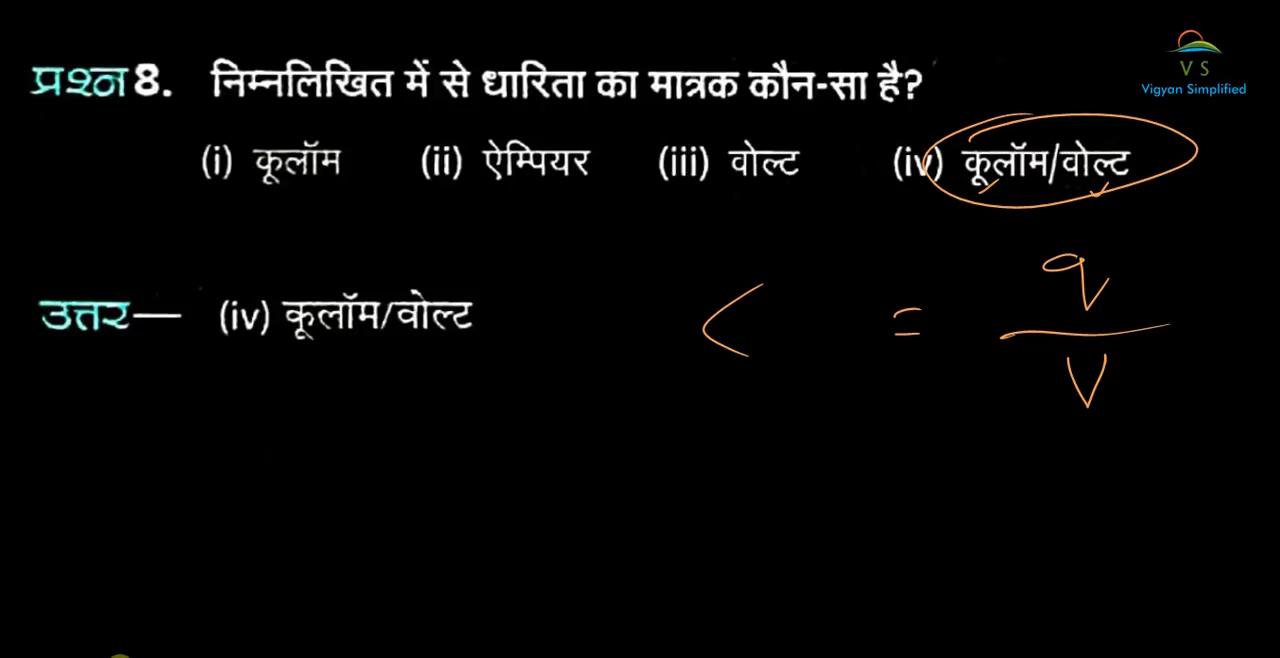 V S
Vigyan Simplified
प्रश्न 8. निम्नलिखित में से धारिता का मात्रक कौन-सा है?
(i) कूलॉम (ii) ऐम्पियर (iii) वोल्ट (iv) कूलॉम/वोल्ट
उत्तर— (iv) कूलॉम/वोल्ट
C = q
V